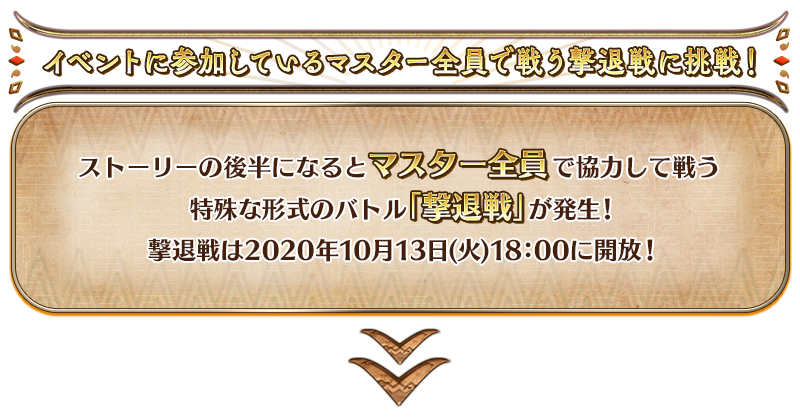 イベントに参加しているマスター全員で戦う撃退戦に挑戦！
ストーリーの後半になるとマスター全員で協力して戦う
特殊な形式のバトル「撃退戦」が発生！
撃退戦は2020年10月13日(火)18：00に開放！